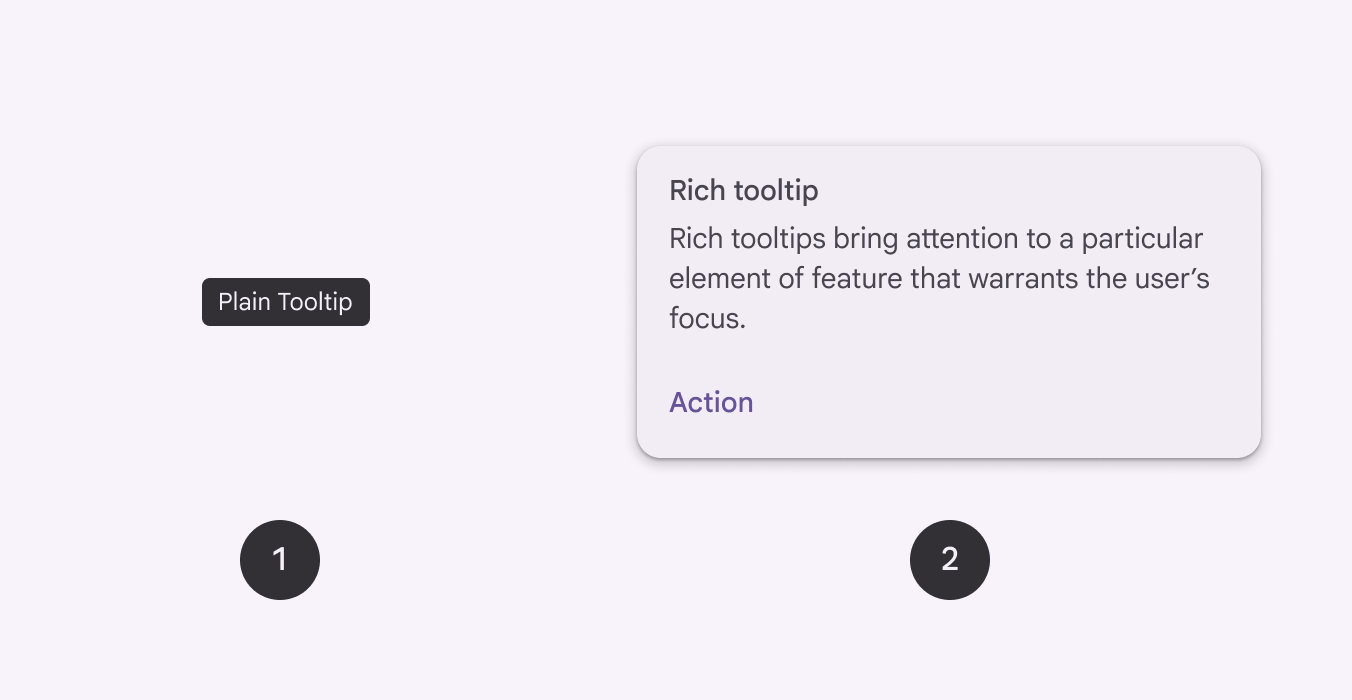 Plain Tooltip
Rich tooltip
Rich tooltips bring attention to a particular
element of feature that warrants the user’s
focus.
Action
1
2